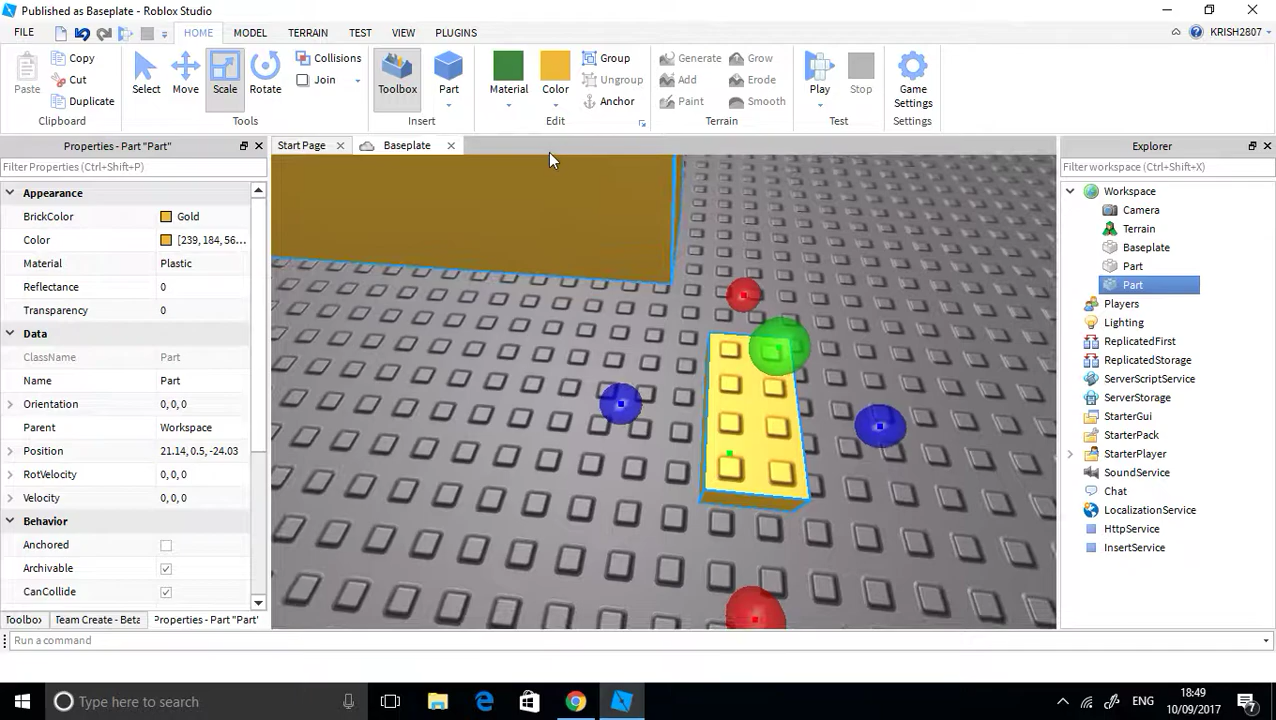 Published as Baseplate - Roblox Studio
FILE HOME MODEL TERRAIN TEST VIEW PLUGINS KRISH2807
Paste
Copy
Cut
Duplicate
Clipboard
Select Move Scale Rotate
Collisions
Join
Tools
Toolbox Part
Insert
Material Color
Group
Ungroup
Anchor
Edit
Generate Grow
Add Erode
Paint Smooth
Terrain
Play Stop
Test
Game
Settings
Settings
Properties - Part "Part"
Filter Properties (Ctrl+Shift+P)
Appearance
BrickColor Gold
Color [239, 184, 56...
Material Plastic
Reflectance 0
Transparency 0
Data
ClassName Part
Name Part
Orientation 0, 0, 0
Parent Workspace
Position 21.14, 0.5, -24.03
RotVelocity 0, 0, 0
Velocity 0, 0, 0
Behavior
Anchored
Archivable
CanCollide
Toolbo: Team Create - Beta Properties - Part "Part"
Start Page Baseplate
Explorer
Filter workspace (Ctrl+Shift+X)
Workspace
Camera
Terrain
Baseplate
Part
Part
Players
Lighting
ReplicatedFirst
ReplicatedStorage
ServerScriptService
ServerStorage
StarterGui
StarterPack
StarterPlayer
SoundService
Chat
LocalizationService
HttpService
InsertService
Run a command
Type here to search
ENG
18:49
10/09/2017
7